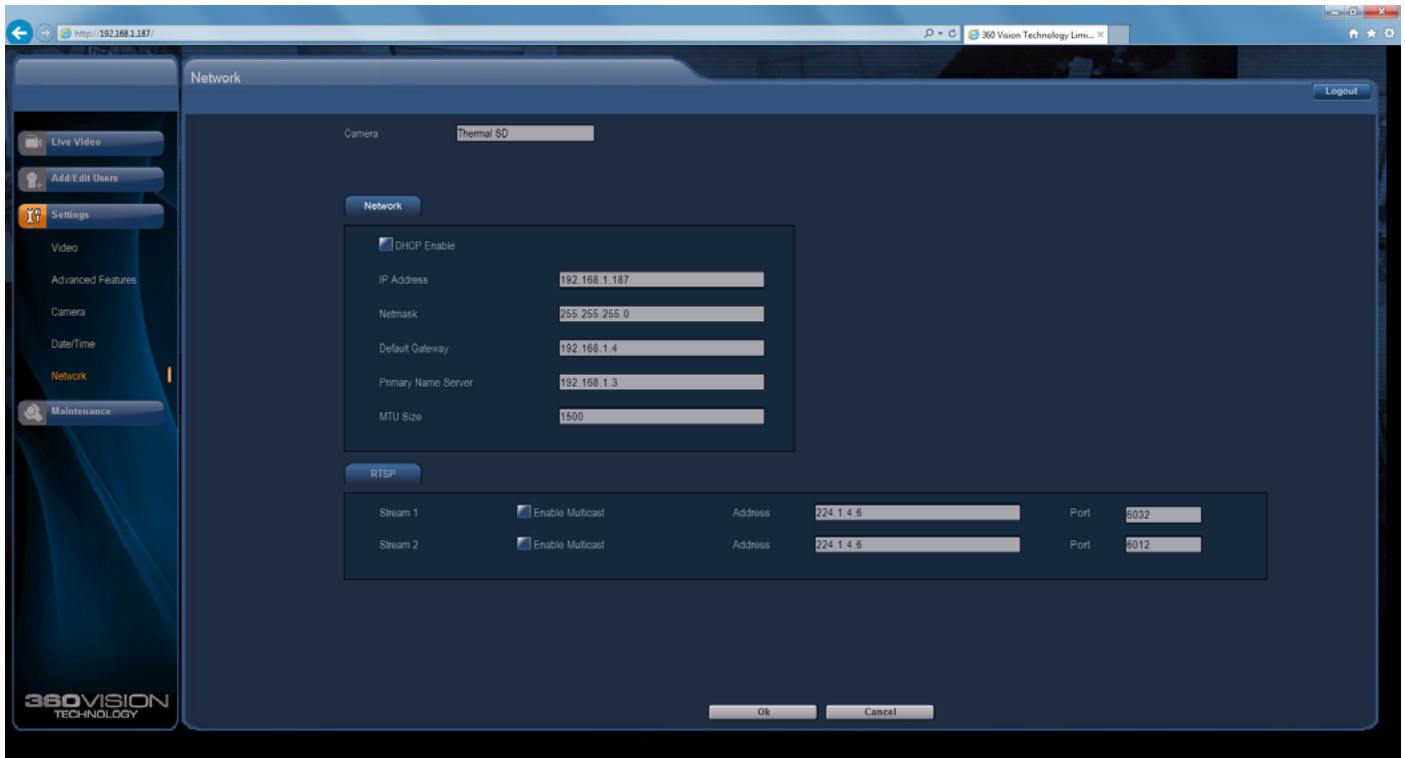 http://192.168.1.187/
360 Vision Technology Limi...
Network
Logout
Camera Thermal SD
Live Video
Add/Edit Users
Settings
Video
Advanced Features
Camera
Date/Time
Network
Maintenance
Network
DHCP Enable
IP Address 192.168.1.187
Netmask 255.255.255.0
Default Gateway 192.168.1.4
Primary Name Server 192.168.1.3
MTU Size 1500
RTSP
Stream 1 Enable Multicast Address 224.1.4.6 Port 6032
Stream 2 Enable Multicast Address 224.1.4.6 Port 6012
360VISION
TECHNOLOGY
Ok Cancel